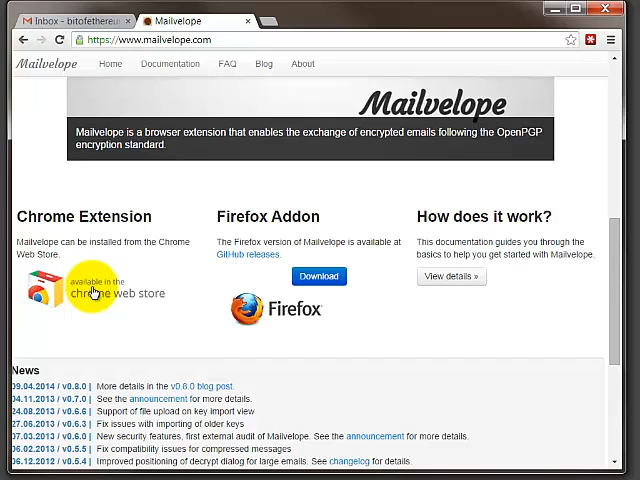 Inbox - bitofethereu
Mailvelope
https://www.mailvelope.com
Mailvelope Home Documentation FAQ Blog About
Mailvelope
Mailvelope is a browser extension that enables the exchange of encrypted emails following the OpenPGP
encryption standard.
Chrome Extension
Mailvelope can be installed from the Chrome
Web Store.
available in the
chrome web store
Firefox Addon
The Firefox version of Mailvelope is available at
GitHub releases.
Download
Firefox
How does it work?
This documentation guides you through the
basics to help you get started with Mailvelope.
View details »
News
09.04.2014 / v0.8.0 | More details in the v0.8.0 blog post.
04.11.2013 / v0.7.0 | See the announcement for more details.
24.08.2013 / v0.6.6 | Support of file upload on key import view
27.06.2013 / v0.6.3 | Fix issues with importing of older keys
07.03.2013 / v0.6.0 | New security features, first external audit of Mailvelope. See the announcement for more details.
06.02.2013 / v0.5.5 | Fix compatibility issues for compressed messages
06.12.2012 / v0.5.4 | Improved positioning of decrypt dialog for large emails. See changelog for details.